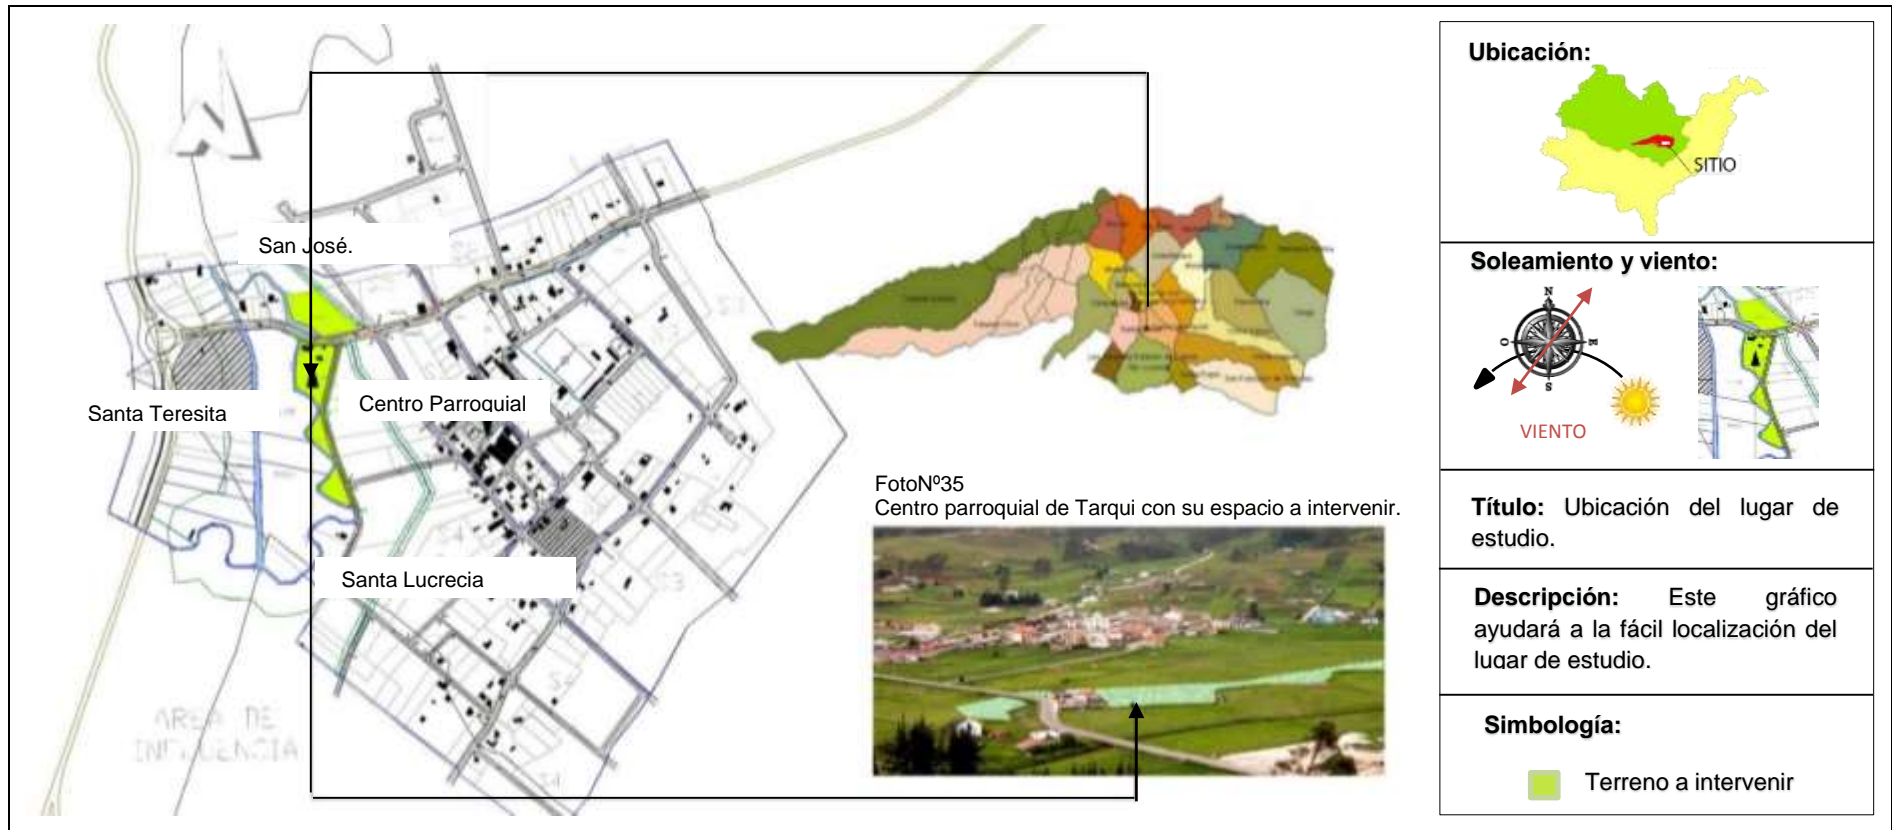 San José.
Santa Teresita
Centro Parroquial
Santa Lucrecia
AREA DE
INFLUENCIA
FotoNº35
Centro parroquial de Tarqui con su espacio a intervenir.
Ubicación:
SITIO
Soleamiento y viento:
N
O
E
S
VIENTO
Título: Ubicación del lugar de
estudio.
Descripción: Este gráfico
ayudará a la fácil localización del
lugar de estudio.
Simbología:
Terreno a intervenir